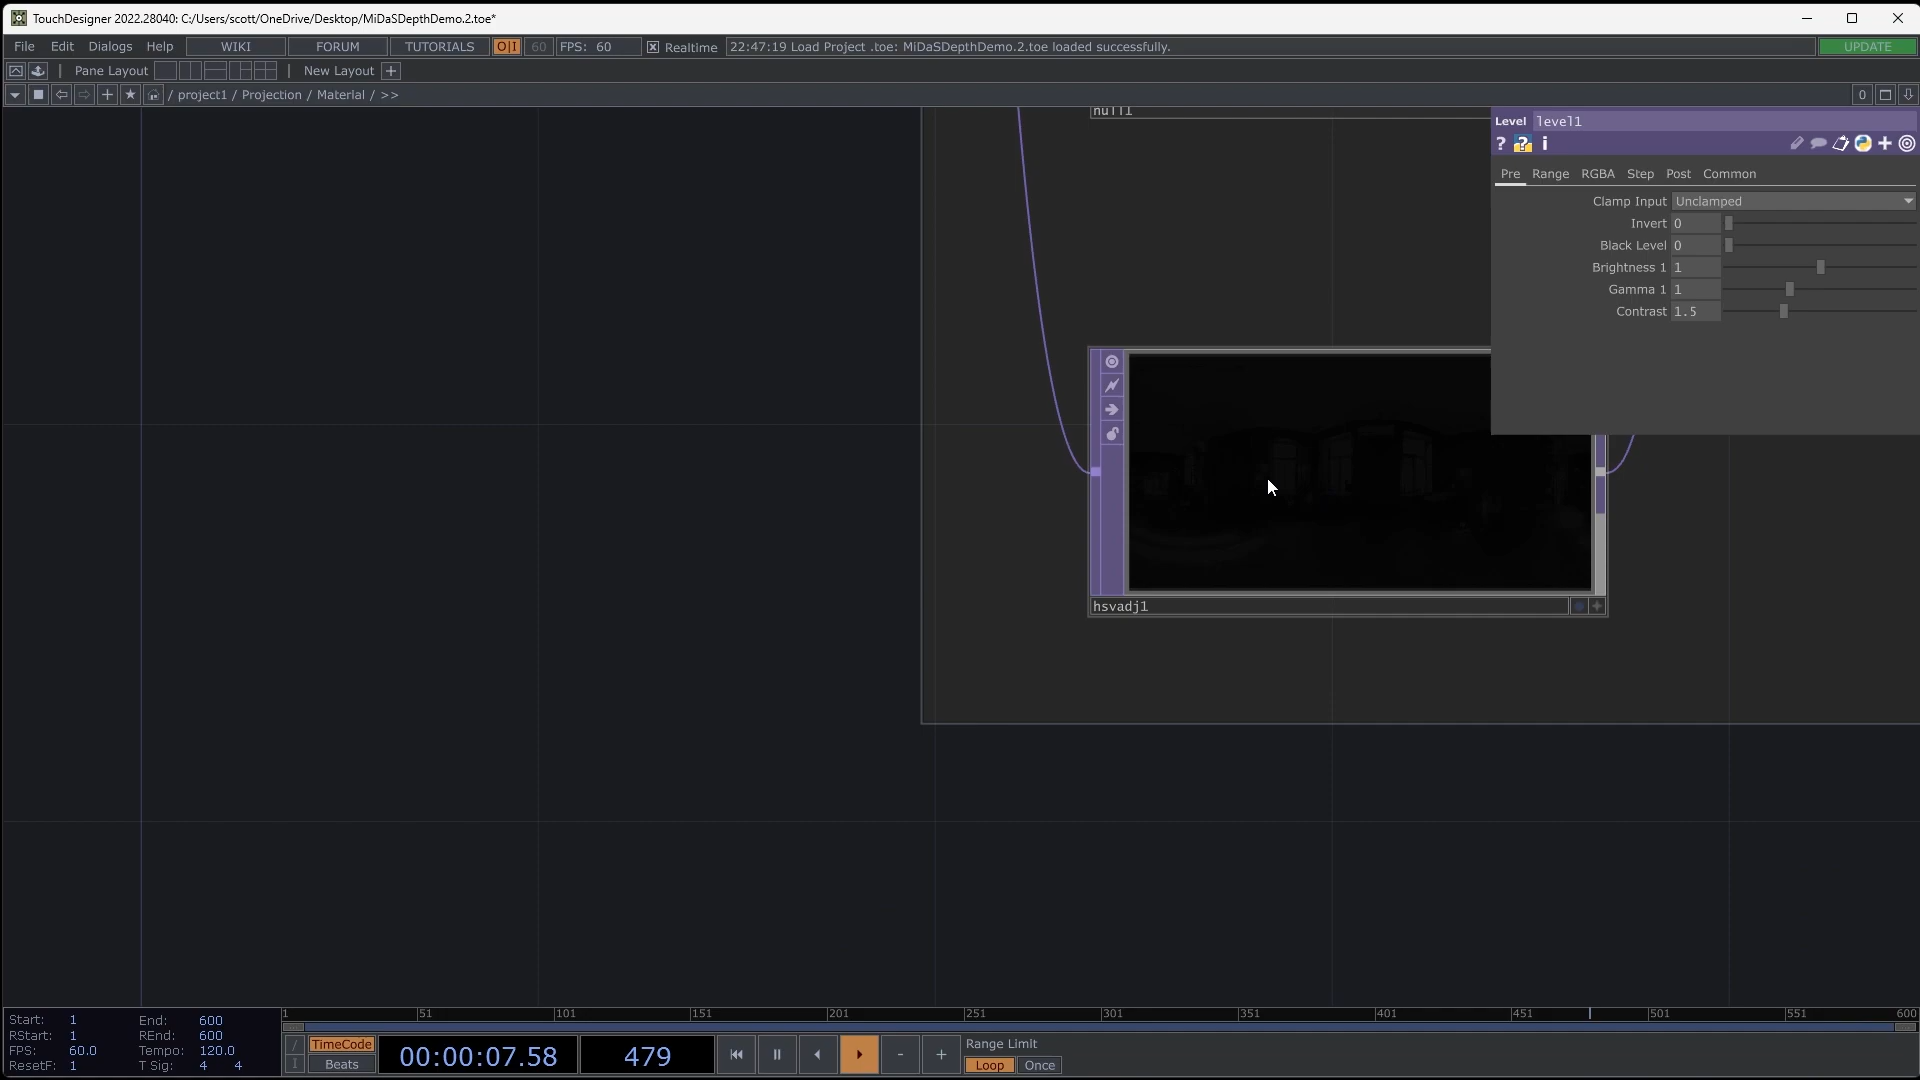 TouchDesigner 2022.28040: C:/Users/scott/OneDrive/Desktop/MiDaSDepthDemo.2.toe*
File Edit Dialogs Help WIKI FORUM TUTORIALS O|I 60 FPS: 60 Realtime 22:47:19 Load Project .toe: MiDaSDepthDemo.2.toe loaded successfully. UPDATE
Pane Layout New Layout +
/ project1 / Projection / Material / >> 0
null1
Level level1
? ? i
Pre Range RGBA Step Post Common
Clamp Input Unclamped
Invert 0
Black Level 0
Brightness 1 1
Gamma 1 1
Contrast 1.5
hsvadj1
1 51 101 151 201 251 301 351 401 451 501 551 600
Start: 1 End: 600
RStart: 1 REnd: 600
FPS: 60.0 Tempo: 120.0
ResetF: 1 T Sig: 4 4
/ TimeCode
I Beats
00:00:07.58 479 - +
Range Limit
Loop Once